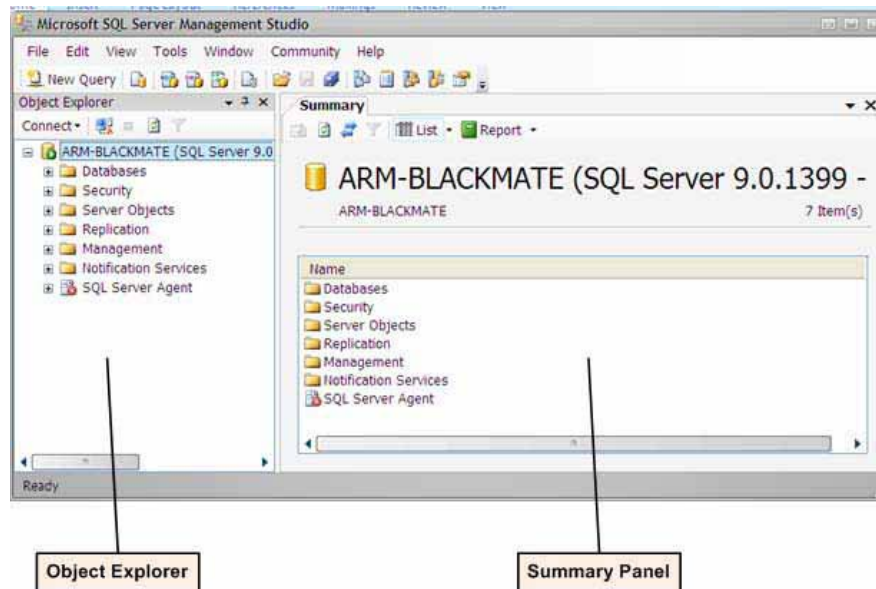 Microsoft SQL Server Management Studio
File Edit View Tools Window Community Help
New Query
Object Explorer
Connect
ARM-BLACKMATE (SQL Server 9.0
Databases
Security
Server Objects
Replication
Management
Notification Services
SQL Server Agent
Summary
List Report
ARM-BLACKMATE (SQL Server 9.0.1399 -
ARM-BLACKMATE 7 Item(s)
Name
Databases
Security
Server Objects
Replication
Management
Notification Services
SQL Server Agent
Ready
Object Explorer
Summary Panel